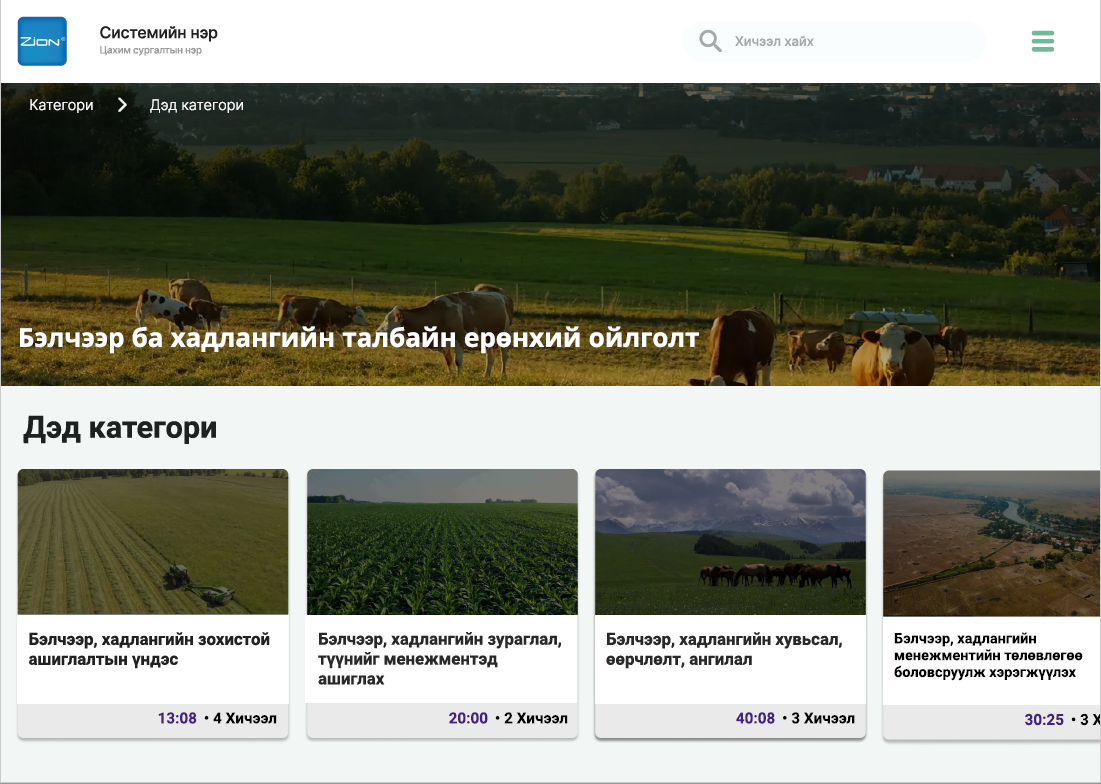 ZION®
Системийн нэр
Цахим сургалтын нэр
Хичээл хайх
Категори
Дэд категори
Бэлчээр ба хадлангийн талбайн ерөнхий ойлголт
Дэд категори
Бэлчээр, хадлангийн зохистой
ашиглалтын үндэс
13:08 • 4 Хичээл
Бэлчээр, хадлангийн зураглал,
түүнийг менежментэд
ашиглах
20:00 • 2 Хичээл
Бэлчээр, хадлангийн хувьсал,
өөрчлөлт, ангилал
40:08 • 3 Хичээл
Бэлчээр, хадлангийн
менежментийн төлөвлөгөө
боловсруулж хэрэгжүүлэх
30:25 • 3 Х